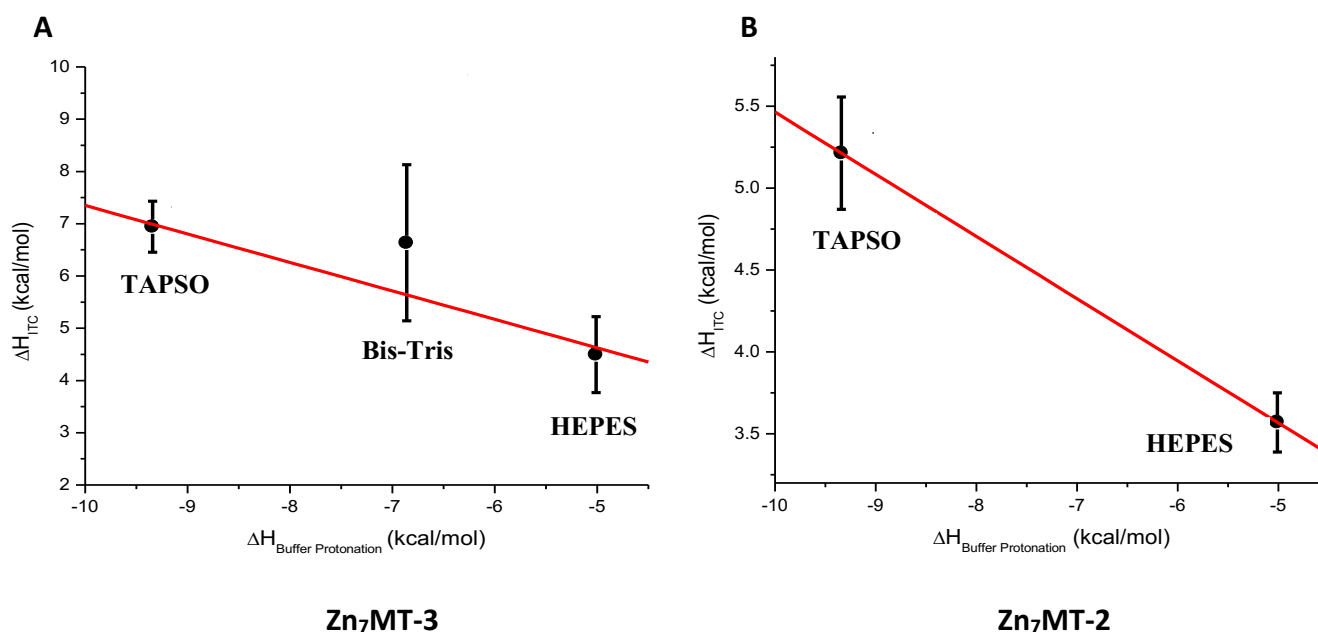 A
10
9
8
7
6
5
4
3
2
-10
-9
-8
-7
-6
-5
ΔH_ITC (kcal/mol)
ΔH_Buffer Protonation (kcal/mol)
TAPSO
Bis-Tris
HEPES
Zn₇MT-3
B
5.5
5.0
4.5
4.0
3.5
-10
-9
-8
-7
-6
-5
ΔH_ITC (kcal/mol)
ΔH_Buffer Protonation (kcal/mol)
TAPSO
HEPES
Zn₇MT-2